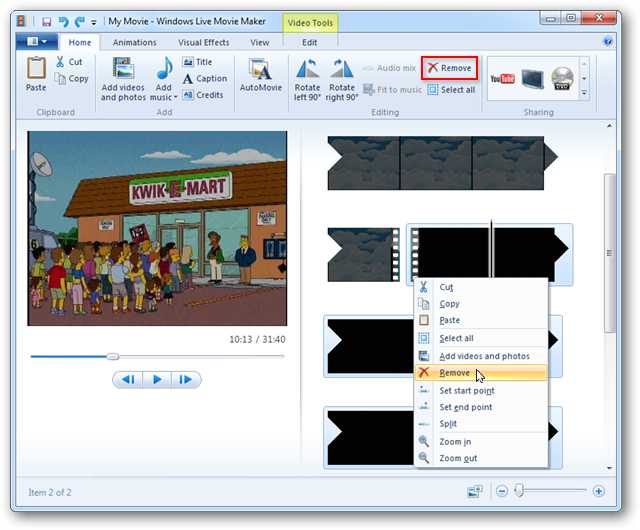 My Movie - Windows Live Movie Maker
Video Tools
Home
Animations
Visual Effects
View
Edit
Paste
Cut
Copy
Clipboard
Add videos and photos
Add music
Title
Caption
Credits
Add
AutoMovie
Rotate left 90°
Rotate right 90°
Audio mix
Fit to music
Remove
Select all
Editing
YouTube
Sharing
KWIK-E-MART
10:13 / 31:40
Cut
Copy
Paste
Select all
Add videos and photos
Remove
Set start point
Set end point
Split
Zoom in
Zoom out
Item 2 of 2